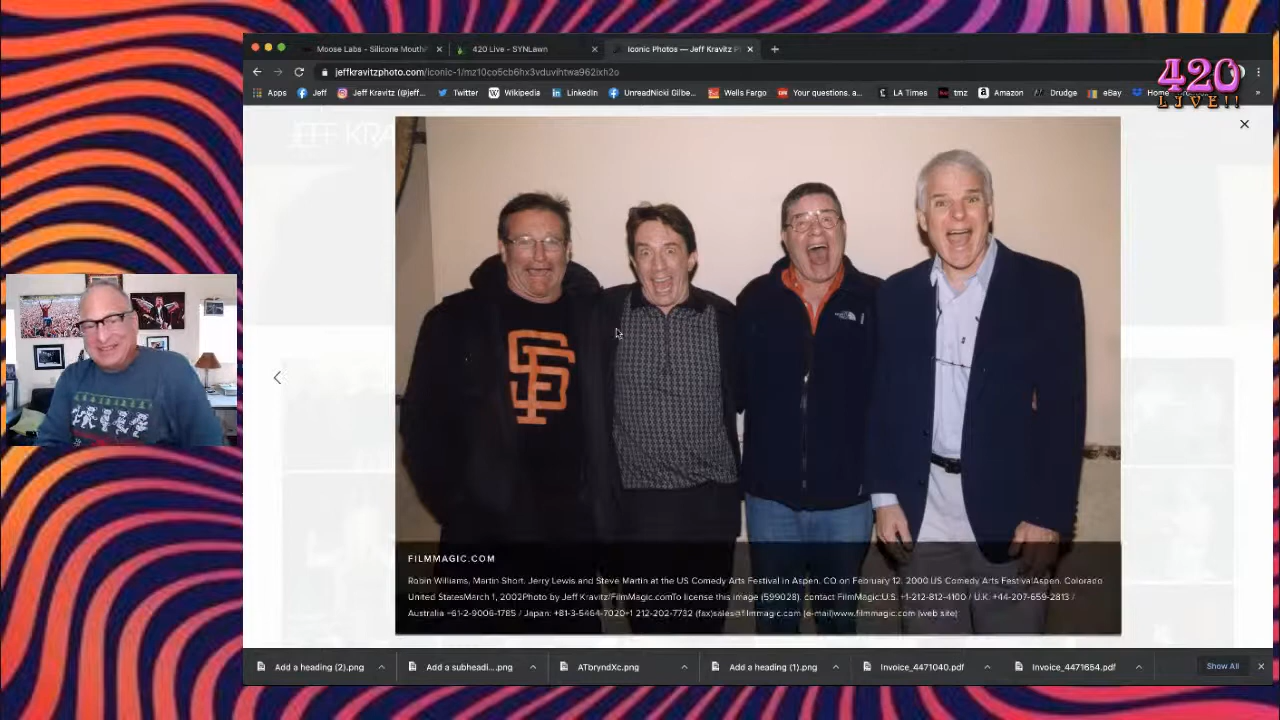 Moose Labs - Silicone Mouth
420 Live - SYNLawn
Iconic Photos — Jeff Kravitz P
jeffkravitzphoto.com/iconic-1/mz10co5cb6hx3vduvihtwa962ixh2o
420
LIVE!!
Apps Jeff Jeff Kravitz (@jeff... Twitter Wikipedia LinkedIn UnreadNicki Gilbe... Wells Fargo Your questions, a... LA Times tmz Amazon Drudge eBay Home
JEFF KRA
SF
FILMMAGIC.COM
Robin Williams, Martin Short, Jerry Lewis and Steve Martin at the US Comedy Arts Festival in Aspen, CO on February 12, 2000.US Comedy Arts FestivalAspen, Colorado
United StatesMarch 1, 2002Photo by Jeff Kravitz/FilmMagic.comTo license this image (599028), contact FilmMagic:U.S. +1-212-812-4100 / U.K. +44-207-659-2813 /
Australia +61-2-9006-1785 / Japan: +81-3-5464-7020+1 212-202-7732 (fax)sales@filmmagic.com (e-mail)www.filmmagic.com (web site)
Add a heading (2).png
Add a subheadi....png
ATbryndXc.png
Add a heading (1).png
Invoice_4471040.pdf
Invoice_4471654.pdf
Show All